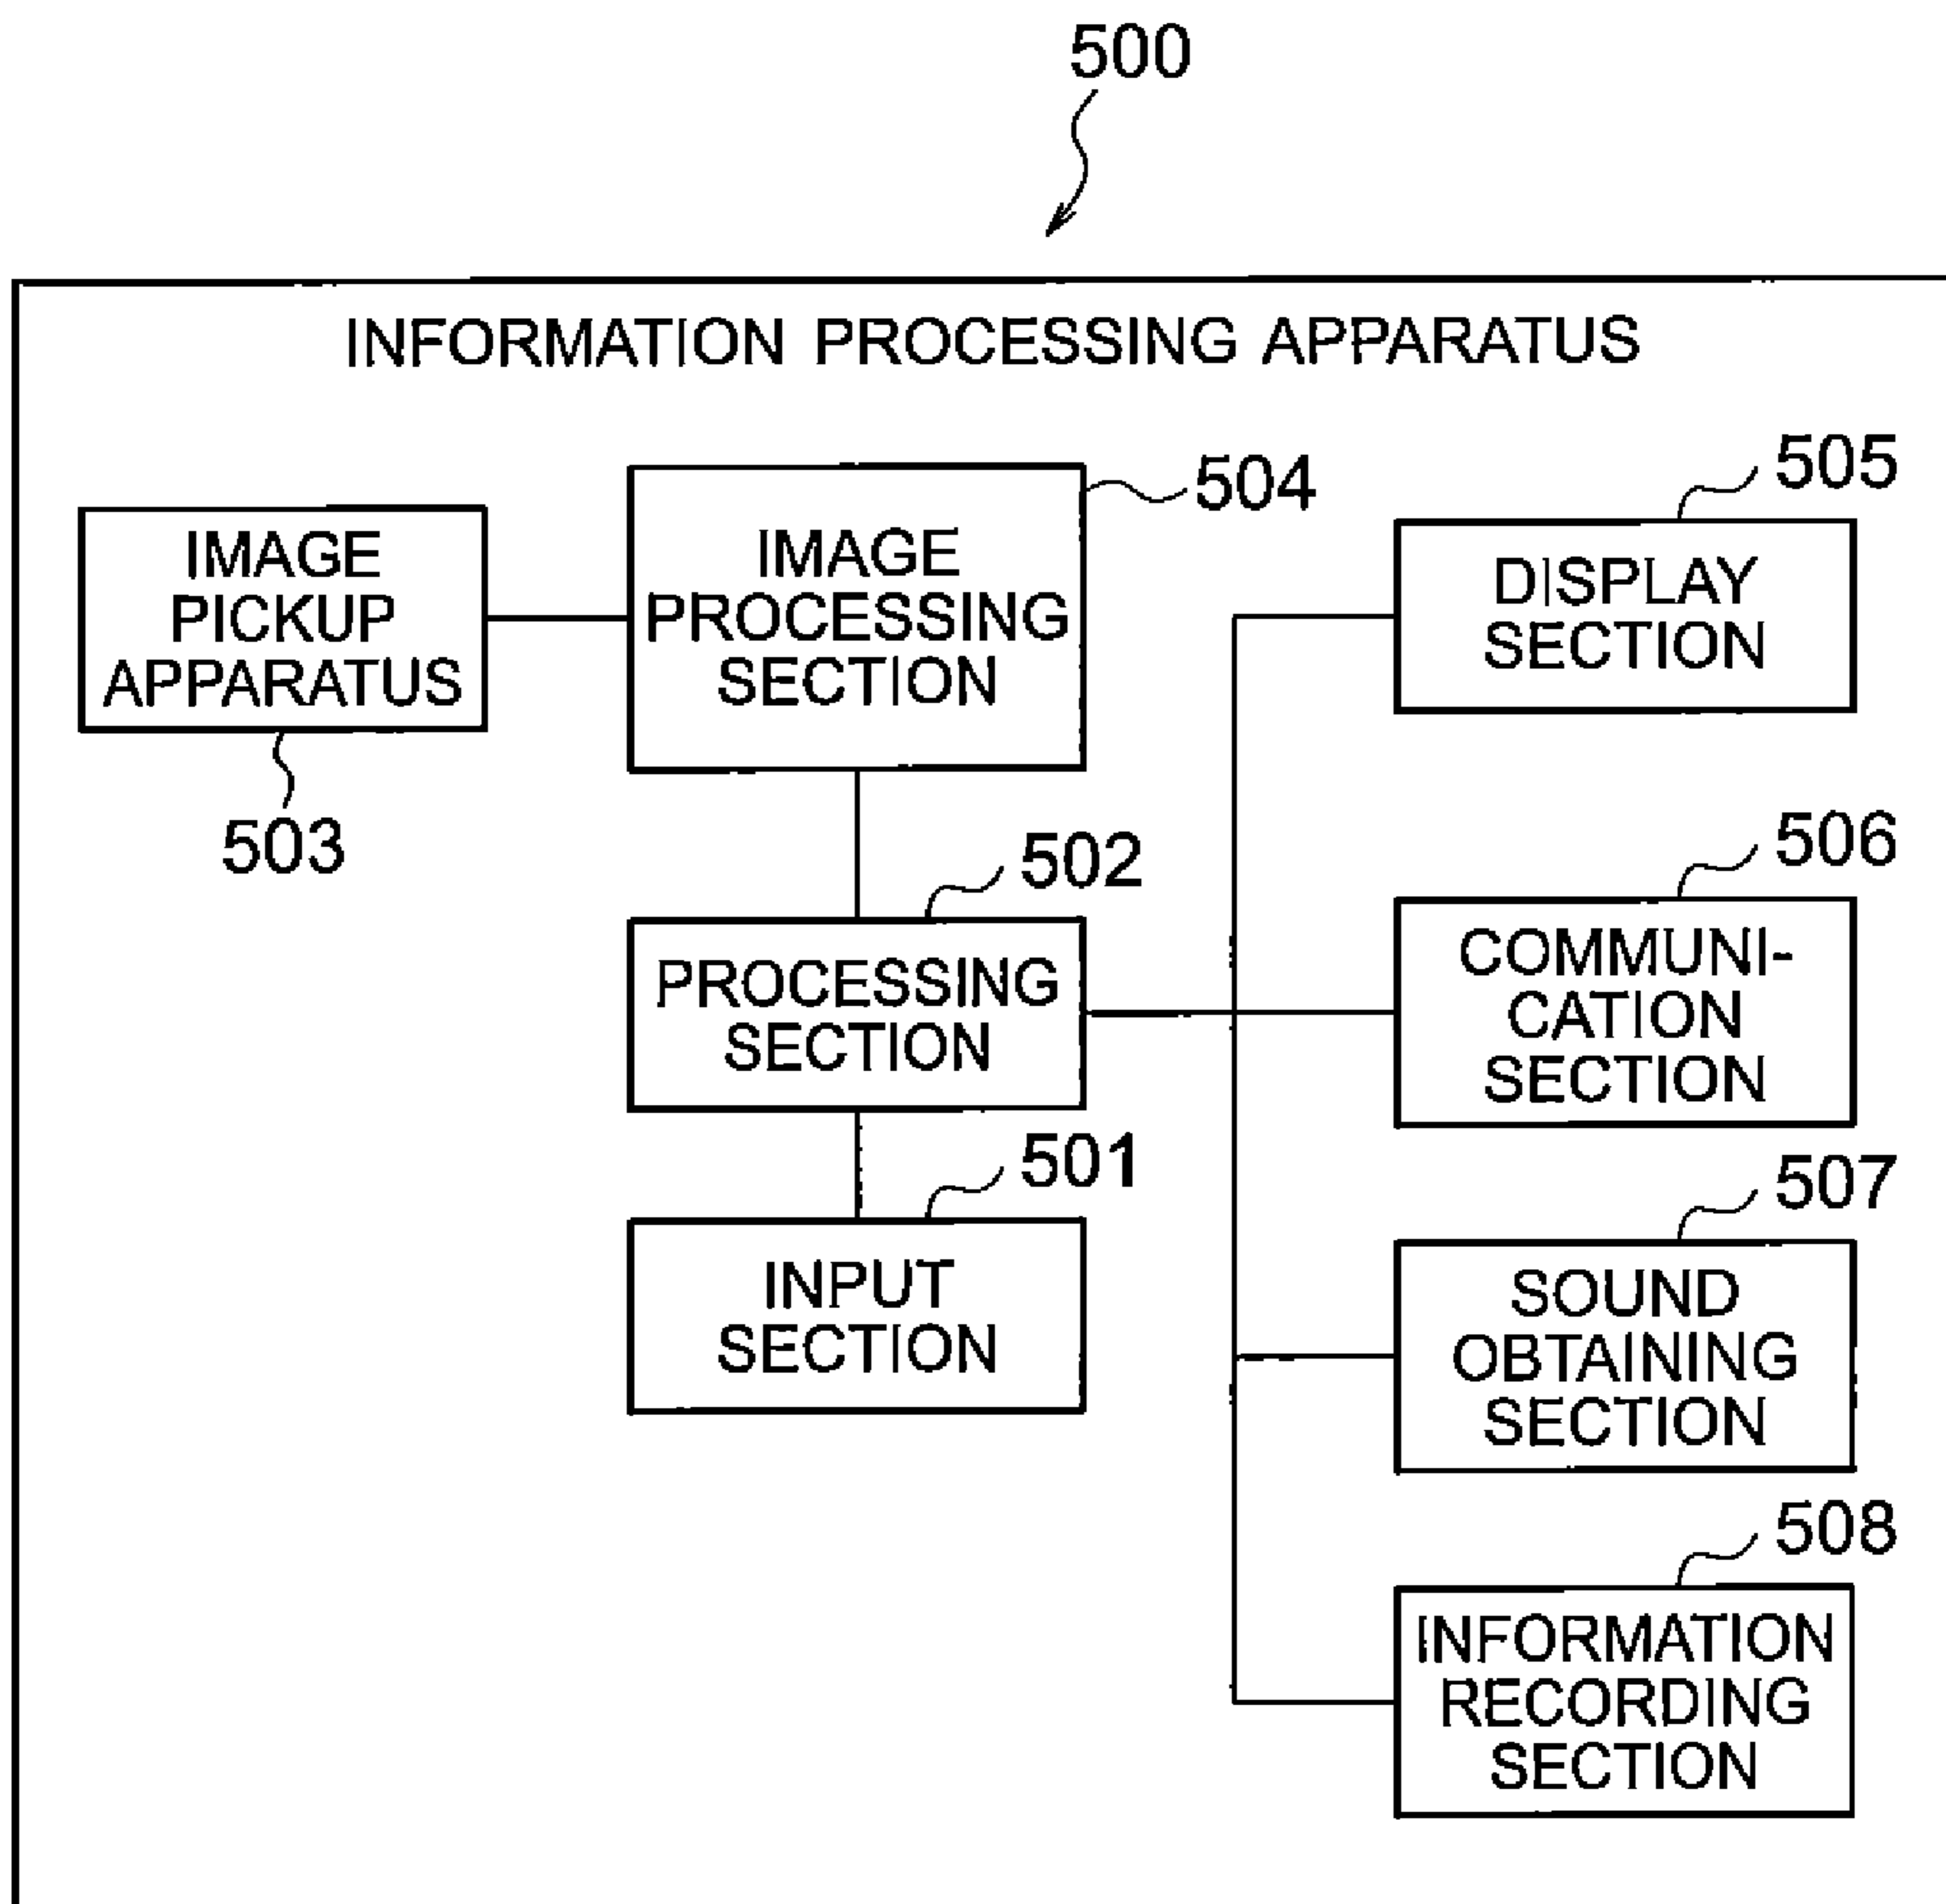 500
INFORMATION PROCESSING APPARATUS
503
IMAGE
PICKUP
APPARATUS
504
IMAGE
PROCESSING
SECTION
502
PROCESSING
SECTION
501
INPUT
SECTION
505
DISPLAY
SECTION
506
COMMUNI-
CATION
SECTION
507
SOUND
OBTAINING
SECTION
508
INFORMATION
RECORDING
SECTION